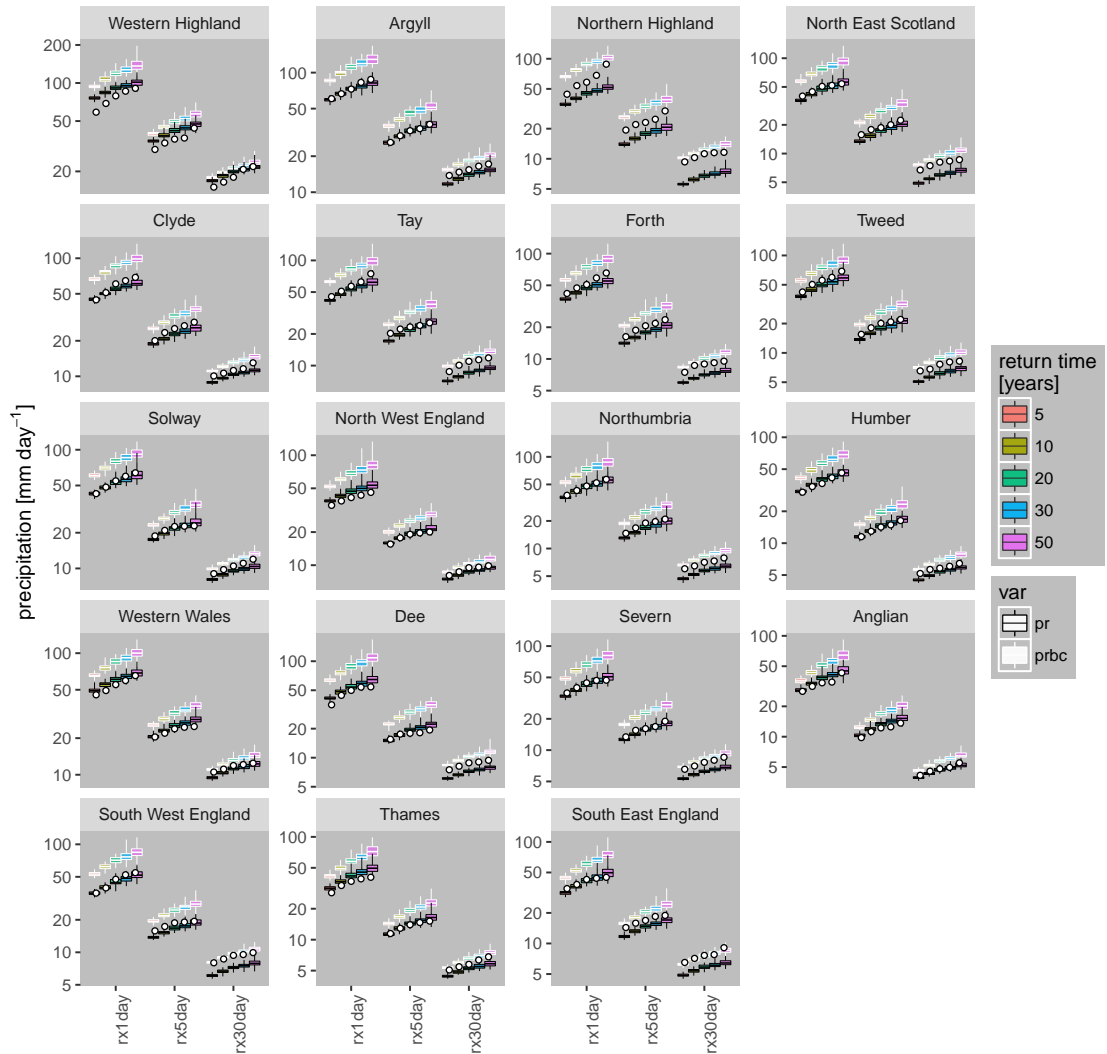 Western Highland
Argyll
Northern Highland
North East Scotland
200
100
50
20
100
50
20
10
100
50
20
10
5
100
50
20
10
5
Clyde
Tay
Forth
Tweed
100
50
20
10
100
50
20
10
100
50
20
10
5
100
50
20
10
5
Solway
North West England
Northumbria
Humber
100
50
20
10
100
50
20
10
100
50
20
10
5
100
50
20
10
5
Western Wales
Dee
Severn
Anglian
100
50
20
10
100
50
20
10
5
100
50
20
10
5
100
50
20
10
5
South West England
Thames
South East England
100
50
20
10
5
100
50
20
10
5
100
50
20
10
5
rx1day
rx5day
rx30day
rx1day
rx5day
rx30day
rx1day
rx5day
rx30day
precipitation [mm day⁻¹]
return time
[years]
5
10
20
30
50
var
pr
prbc